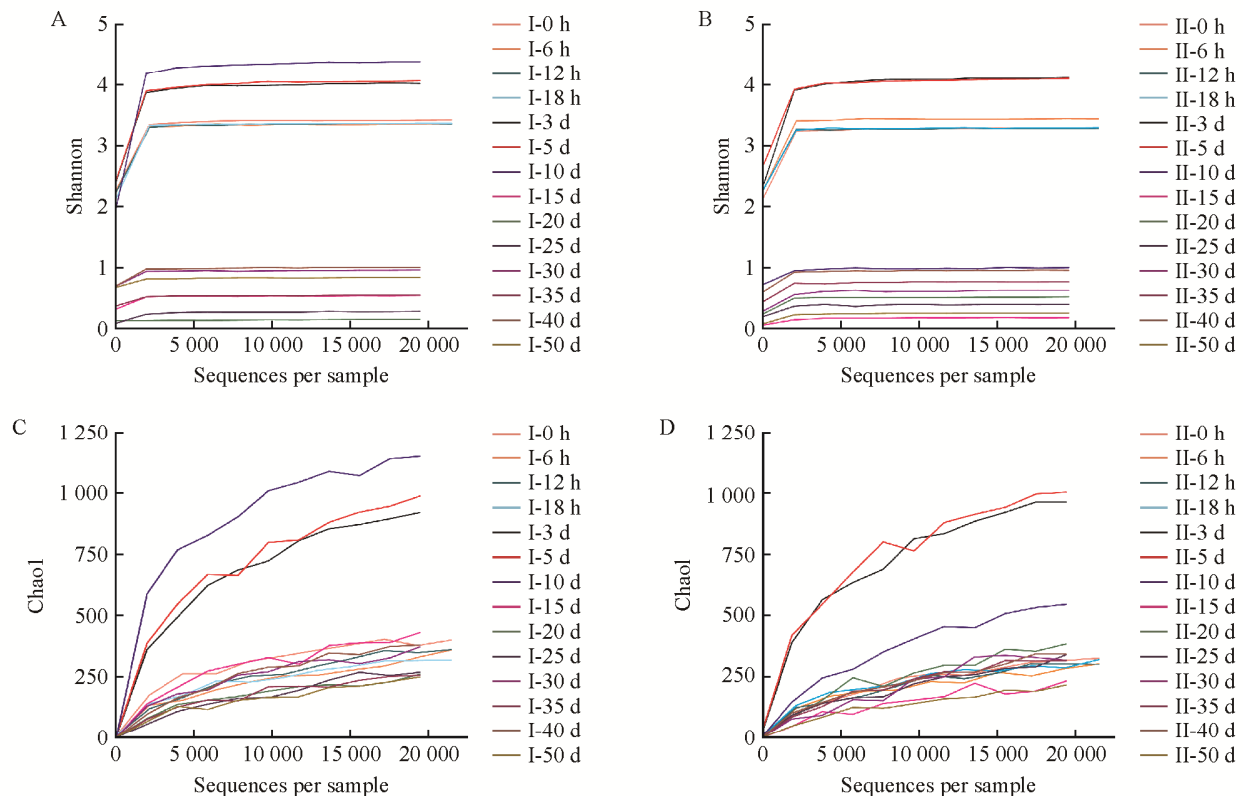 A
5
4
3
2
1
0
Shannon
0
5 000
10 000
15 000
20 000
Sequences per sample
I-0 h
I-6 h
I-12 h
I-18 h
I-3 d
I-5 d
I-10 d
I-15 d
I-20 d
I-25 d
I-30 d
I-35 d
I-40 d
I-50 d
B
5
4
3
2
1
0
Shannon
0
5 000
10 000
15 000
20 000
Sequences per sample
II-0 h
II-6 h
II-12 h
II-18 h
II-3 d
II-5 d
II-10 d
II-15 d
II-20 d
II-25 d
II-30 d
II-35 d
II-40 d
II-50 d
C
1 250
1 000
750
500
250
0
Chao1
0
5 000
10 000
15 000
20 000
Sequences per sample
I-0 h
I-6 h
I-12 h
I-18 h
I-3 d
I-5 d
I-10 d
I-15 d
I-20 d
I-25 d
I-30 d
I-35 d
I-40 d
I-50 d
D
1 250
1 000
750
500
250
0
Chao1
0
5 000
10 000
15 000
20 000
Sequences per sample
II-0 h
II-6 h
II-12 h
II-18 h
II-3 d
II-5 d
II-10 d
II-15 d
II-20 d
II-25 d
II-30 d
II-35 d
II-40 d
II-50 d